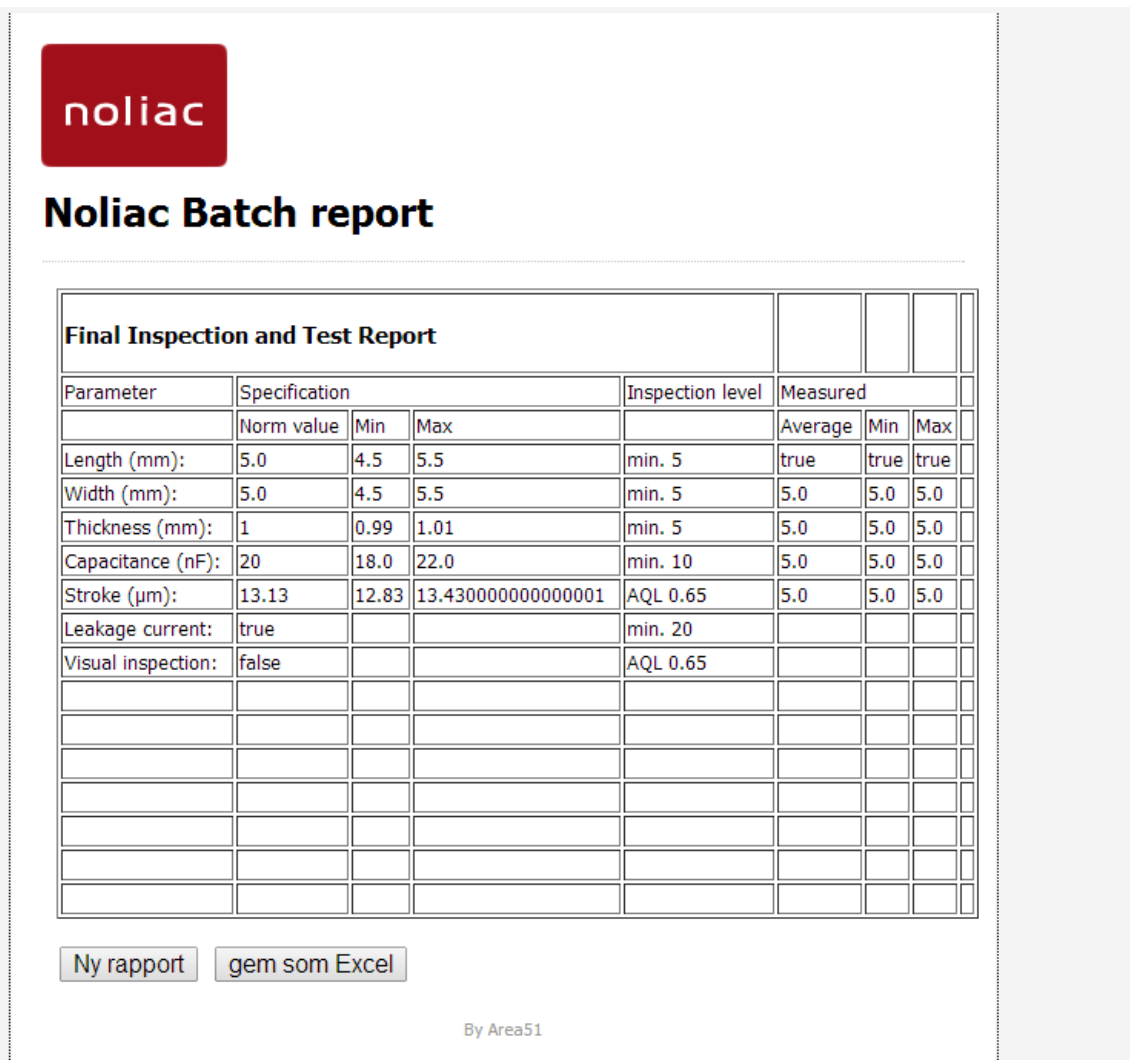 noliac
Noliac Batch report
Final Inspection and Test Report
Parameter Specification Inspection level Measured
Norm value Min Max Average Min Max
Length (mm): 5.0 4.5 5.5 min. 5 true true true
Width (mm): 5.0 4.5 5.5 min. 5 5.0 5.0 5.0
Thickness (mm): 1 0.99 1.01 min. 5 5.0 5.0 5.0
Capacitance (nF): 20 18.0 22.0 min. 10 5.0 5.0 5.0
Stroke (µm): 13.13 12.83 13.430000000000001 AQL 0.65 5.0 5.0 5.0
Leakage current: true min. 20
Visual inspection: false AQL 0.65
Ny rapport gem som Excel
By Area51